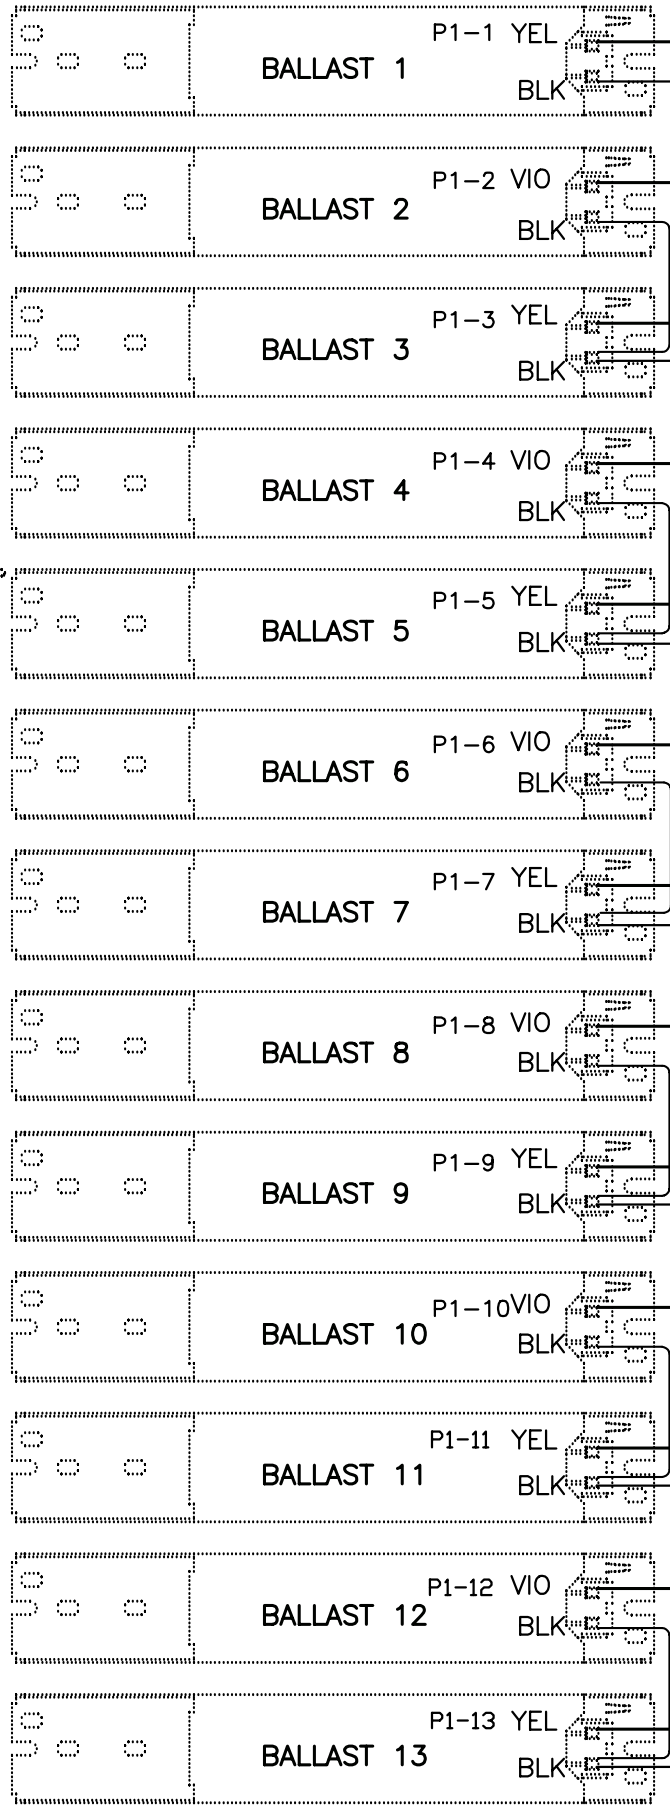 P1-1 YEL
BALLAST 1
BLK
P1-2 VIO
BALLAST 2
BLK
P1-3 YEL
BALLAST 3
BLK
P1-4 VIO
BALLAST 4
BLK
P1-5 YEL
BALLAST 5
BLK
P1-6 VIO
BALLAST 6
BLK
P1-7 YEL
BALLAST 7
BLK
P1-8 VIO
BALLAST 8
BLK
P1-9 YEL
BALLAST 9
BLK
P1-10 VIO
BALLAST 10
BLK
P1-11 YEL
BALLAST 11
BLK
P1-12 VIO
BALLAST 12
BLK
P1-13 YEL
BALLAST 13
BLK